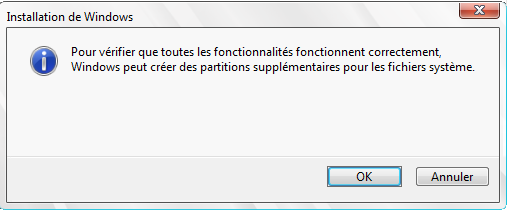 Installation de Windows
Pour vérifier que toutes les fonctionnalités fonctionnent correctement,
Windows peut créer des partitions supplémentaires pour les fichiers système.
OK
Annuler